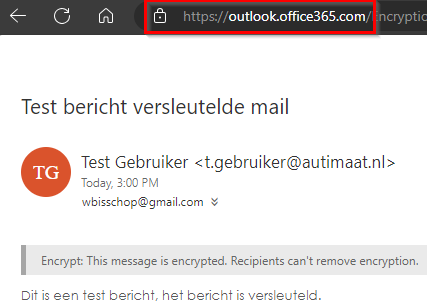 https://outlook.office365.com/Encryptic
Test bericht versleutelde mail
TG
Test Gebruiker <t.gebruiker@autimaat.nl>
Today, 3:00 PM
wbisschop@gmail.com
Encrypt: This message is encrypted. Recipients can't remove encryption.
Dit is een test bericht, het bericht is versleuteld.